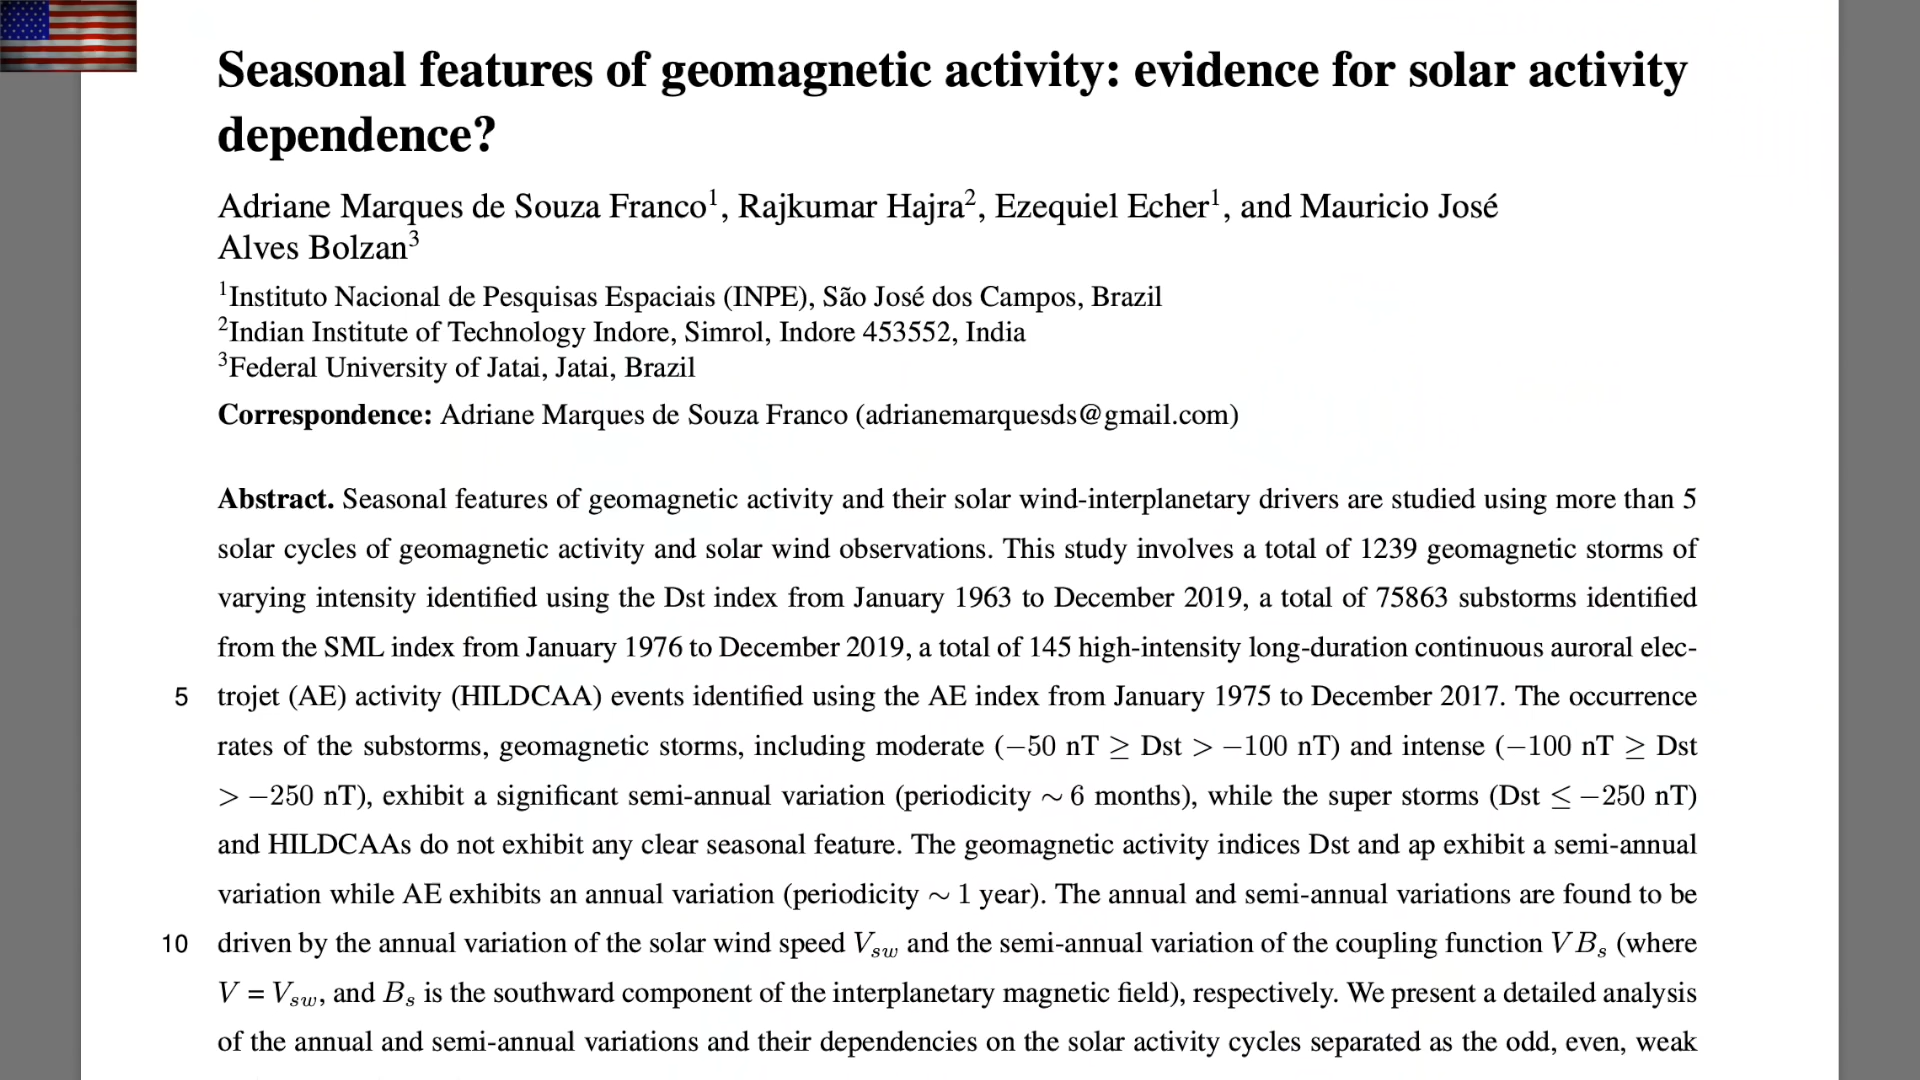 Seasonal features of geomagnetic activity: evidence for solar activity
dependence?
Adriane Marques de Souza Franco¹, Rajkumar Hajra², Ezequiel Echer¹, and Mauricio José
Alves Bolzan³
¹Instituto Nacional de Pesquisas Espaciais (INPE), São José dos Campos, Brazil
²Indian Institute of Technology Indore, Simrol, Indore 453552, India
³Federal University of Jatai, Jatai, Brazil
Correspondence: Adriane Marques de Souza Franco (adrianemarquesds@gmail.com)
Abstract. Seasonal features of geomagnetic activity and their solar wind-interplanetary drivers are studied using more than 5
solar cycles of geomagnetic activity and solar wind observations. This study involves a total of 1239 geomagnetic storms of
varying intensity identified using the Dst index from January 1963 to December 2019, a total of 75863 substorms identified
from the SML index from January 1976 to December 2019, a total of 145 high-intensity long-duration continuous auroral elec-
5 trojet (AE) activity (HILDCAA) events identified using the AE index from January 1975 to December 2017. The occurrence
rates of the substorms, geomagnetic storms, including moderate (−50 nT ≥ Dst > −100 nT) and intense (−100 nT ≥ Dst
> −250 nT), exhibit a significant semi-annual variation (periodicity ∼ 6 months), while the super storms (Dst ≤ −250 nT)
and HILDCAAs do not exhibit any clear seasonal feature. The geomagnetic activity indices Dst and ap exhibit a semi-annual
variation while AE exhibits an annual variation (periodicity ∼ 1 year). The annual and semi-annual variations are found to be
10 driven by the annual variation of the solar wind speed Vsw and the semi-annual variation of the coupling function VBs (where
V = Vsw, and Bs is the southward component of the interplanetary magnetic field), respectively. We present a detailed analysis
of the annual and semi-annual variations and their dependencies on the solar activity cycles separated as the odd, even, weak